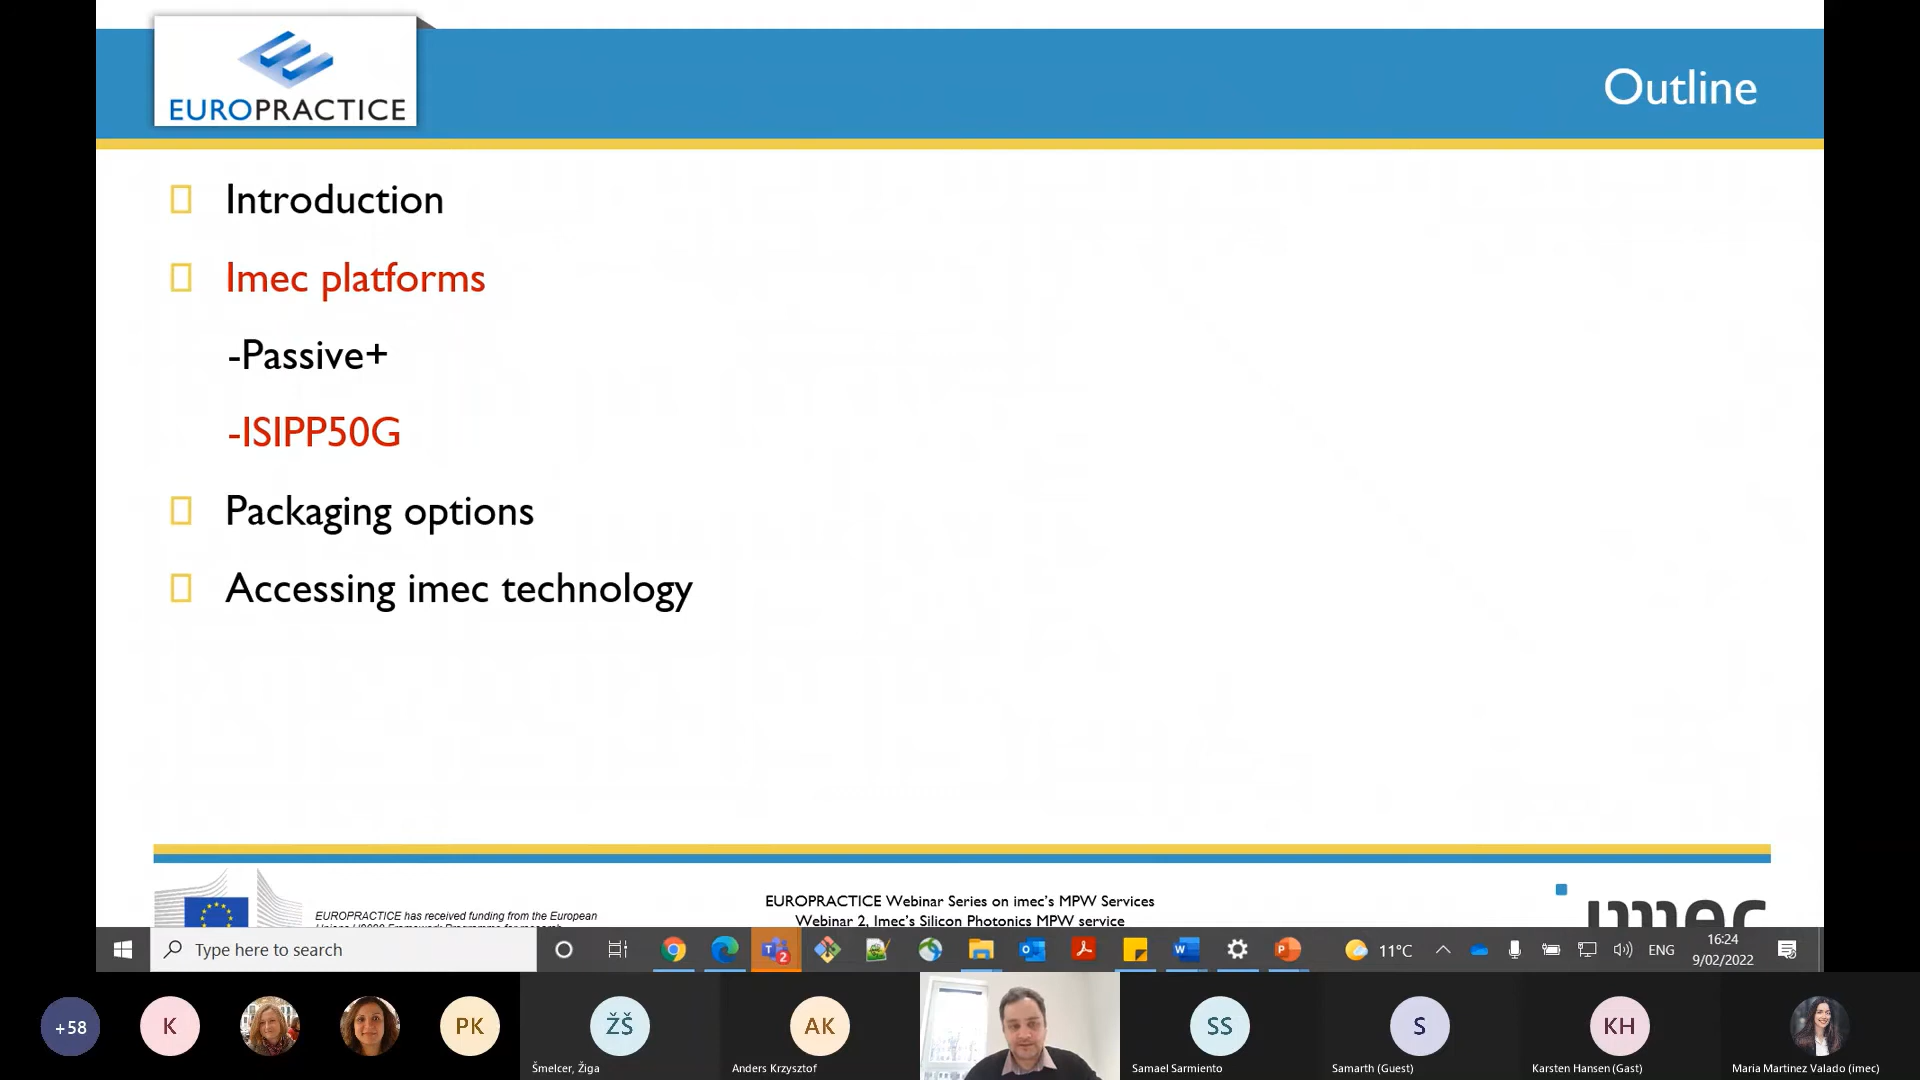 EUROPRACTICE
Outline
Introduction
Imec platforms
-Passive+
-ISIPP50G
Packaging options
Accessing imec technology
EUROPRACTICE has received funding from the European
EUROPRACTICE Webinar Series on imec's MPW Services
Webinar 2, Imec's Silicon Photonics MPW service
imec
Type here to search
2
11°C
ENG
16:24
9/02/2022
+58
K
PK
ŽŠ
Šmelcer, Žiga
AK
Anders Krzysztof
SS
Samael Sarmiento
S
Samarth (Guest)
KH
Karsten Hansen (Gast)
Maria Martinez Valado (imec)